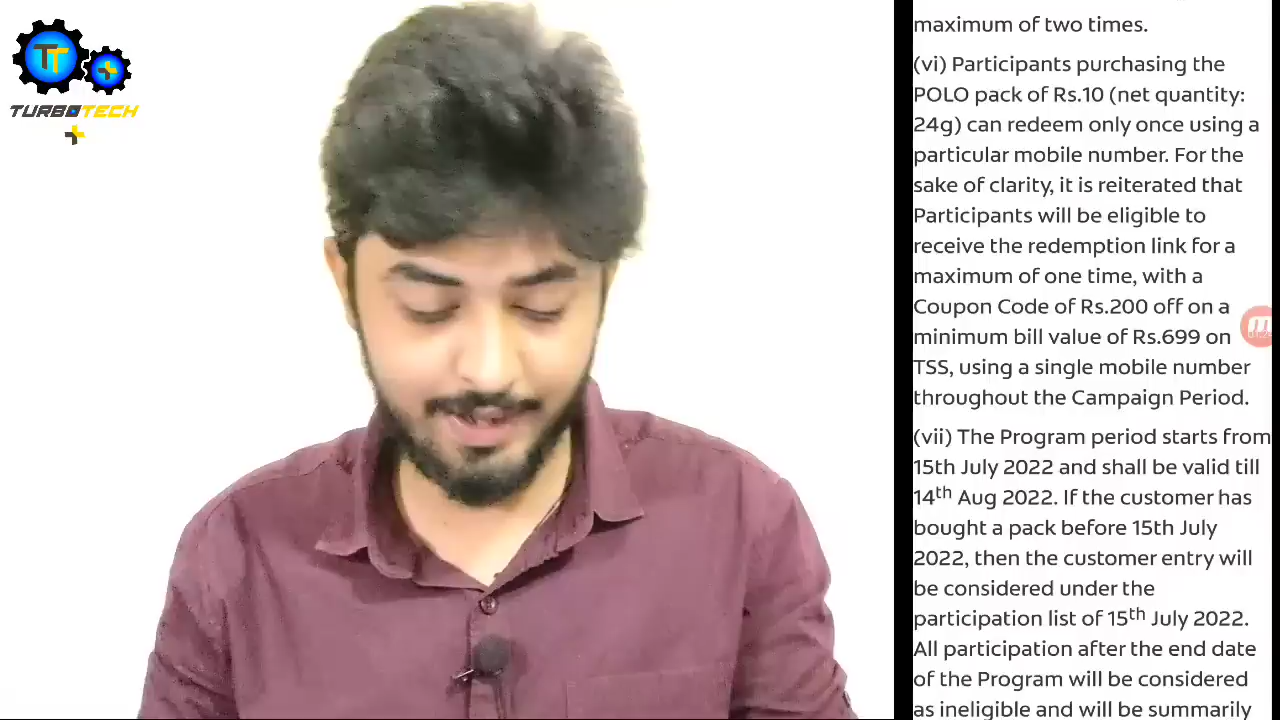 TT
+
TURBOTECH
+
maximum of two times.
(vi) Participants purchasing the
POLO pack of Rs.10 (net quantity:
24g) can redeem only once using a
particular mobile number. For the
sake of clarity, it is reiterated that
Participants will be eligible to
receive the redemption link for a
maximum of one time, with a
Coupon Code of Rs.200 off on a
minimum bill value of Rs.699 on
TSS, using a single mobile number
throughout the Campaign Period.
(vii) The Program period starts from
15th July 2022 and shall be valid till
14th Aug 2022. If the customer has
bought a pack before 15th July
2022, then the customer entry will
be considered under the
participation list of 15th July 2022.
All participation after the end date
of the Program will be considered
as ineligible and will be summarily